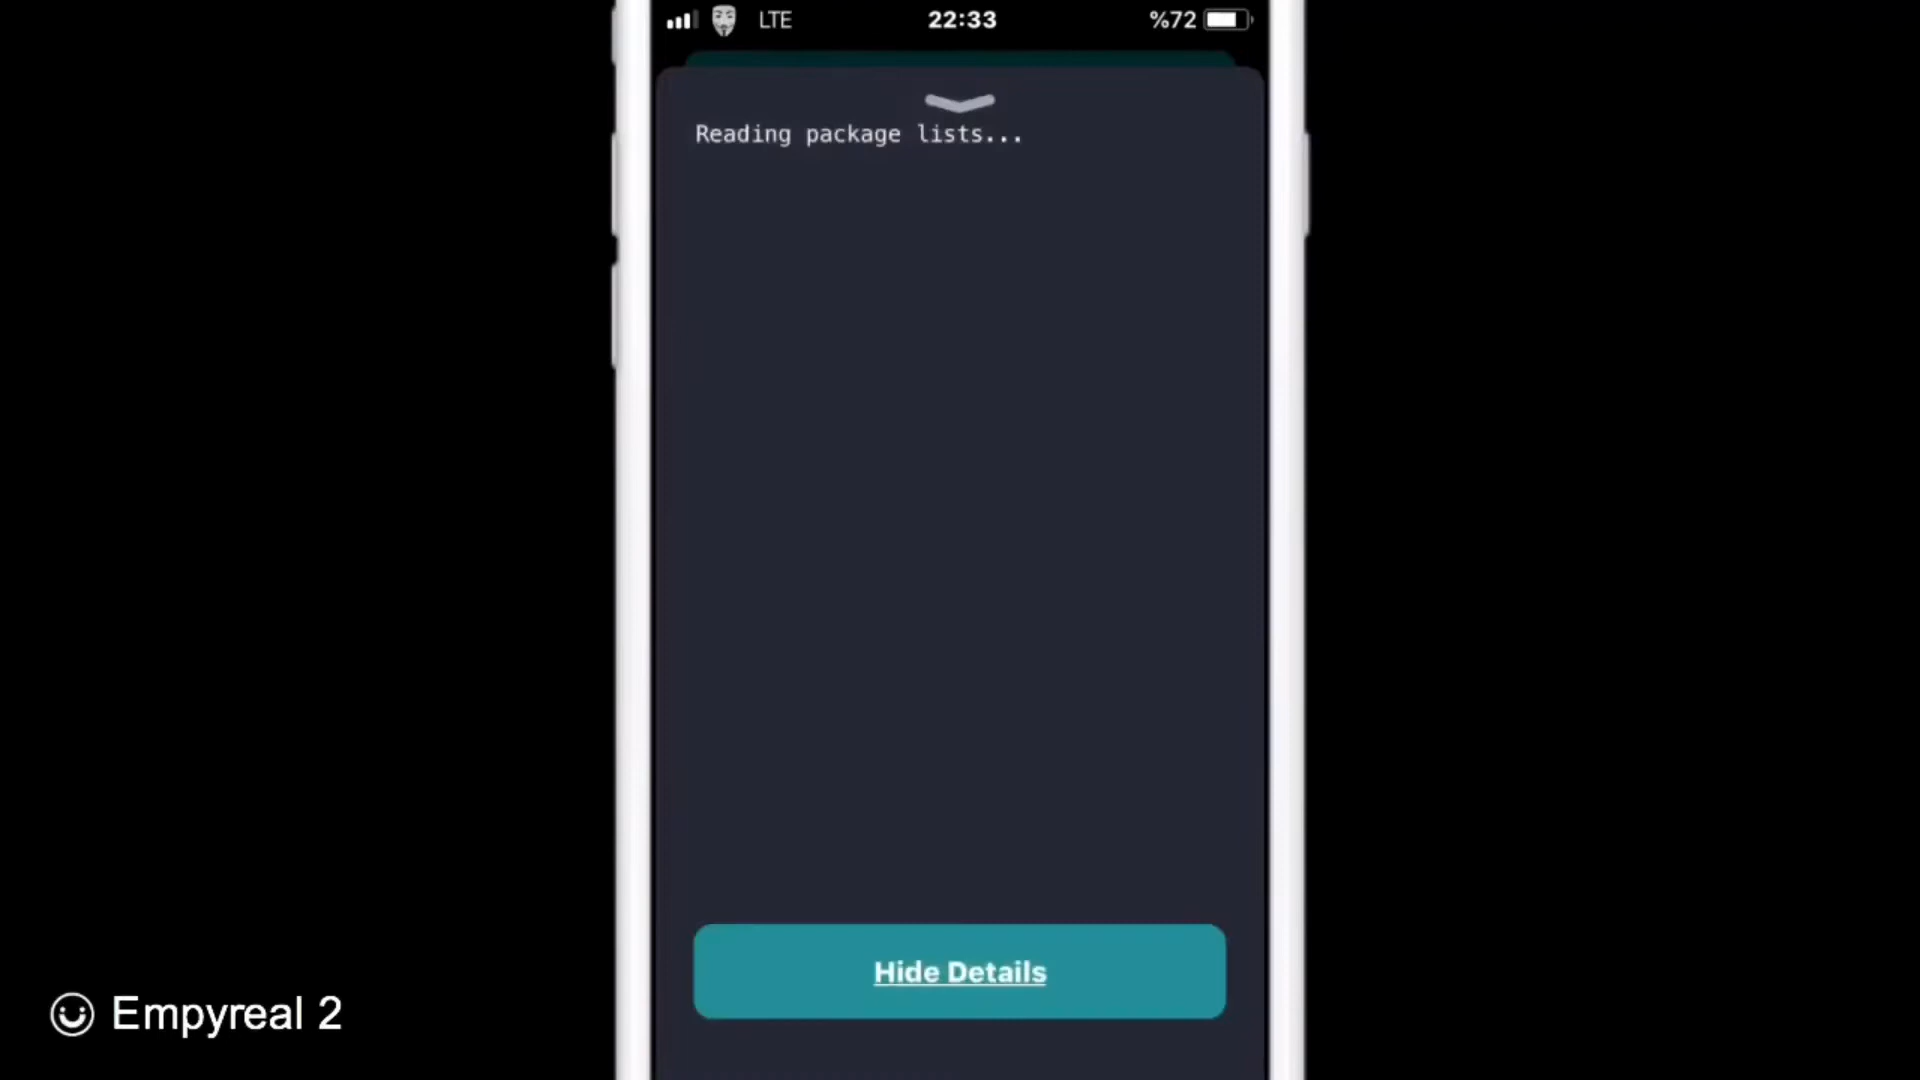 LTE 22:33 %72
Reading package lists...
Hide Details
Empyreal 2